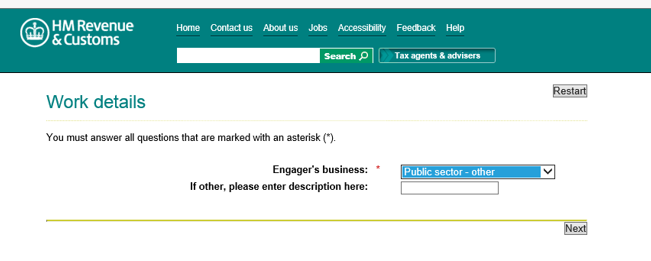 HM Revenue
& Customs
Home Contact us About us Jobs Accessibility Feedback Help
Search
Tax agents & advisers
Restart
Work details
You must answer all questions that are marked with an asterisk (*).
Engager's business: * Public sector - other
If other, please enter description here:
Next